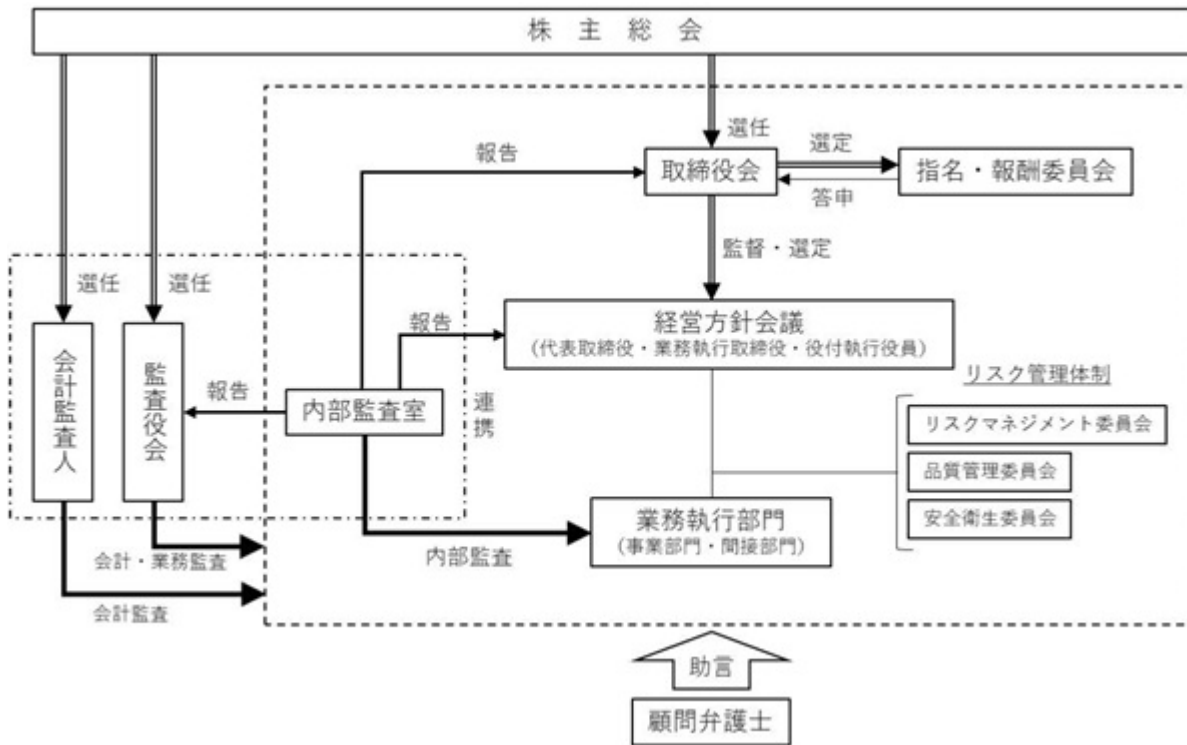 株主総会
選任
報告
選定
取締役会
指名・報酬委員会
答申
監督・選定
選任
選任
報告
経営方針会議
(代表取締役・業務執行取締役・役付執行役員)
会計監査人
監査役会
報告
内部監査室
連携
リスク管理体制
リスクマネジメント委員会
品質管理委員会
安全衛生委員会
業務執行部門
(事業部門・間接部門)
内部監査
会計・業務監査
会計監査
助言
顧問弁護士